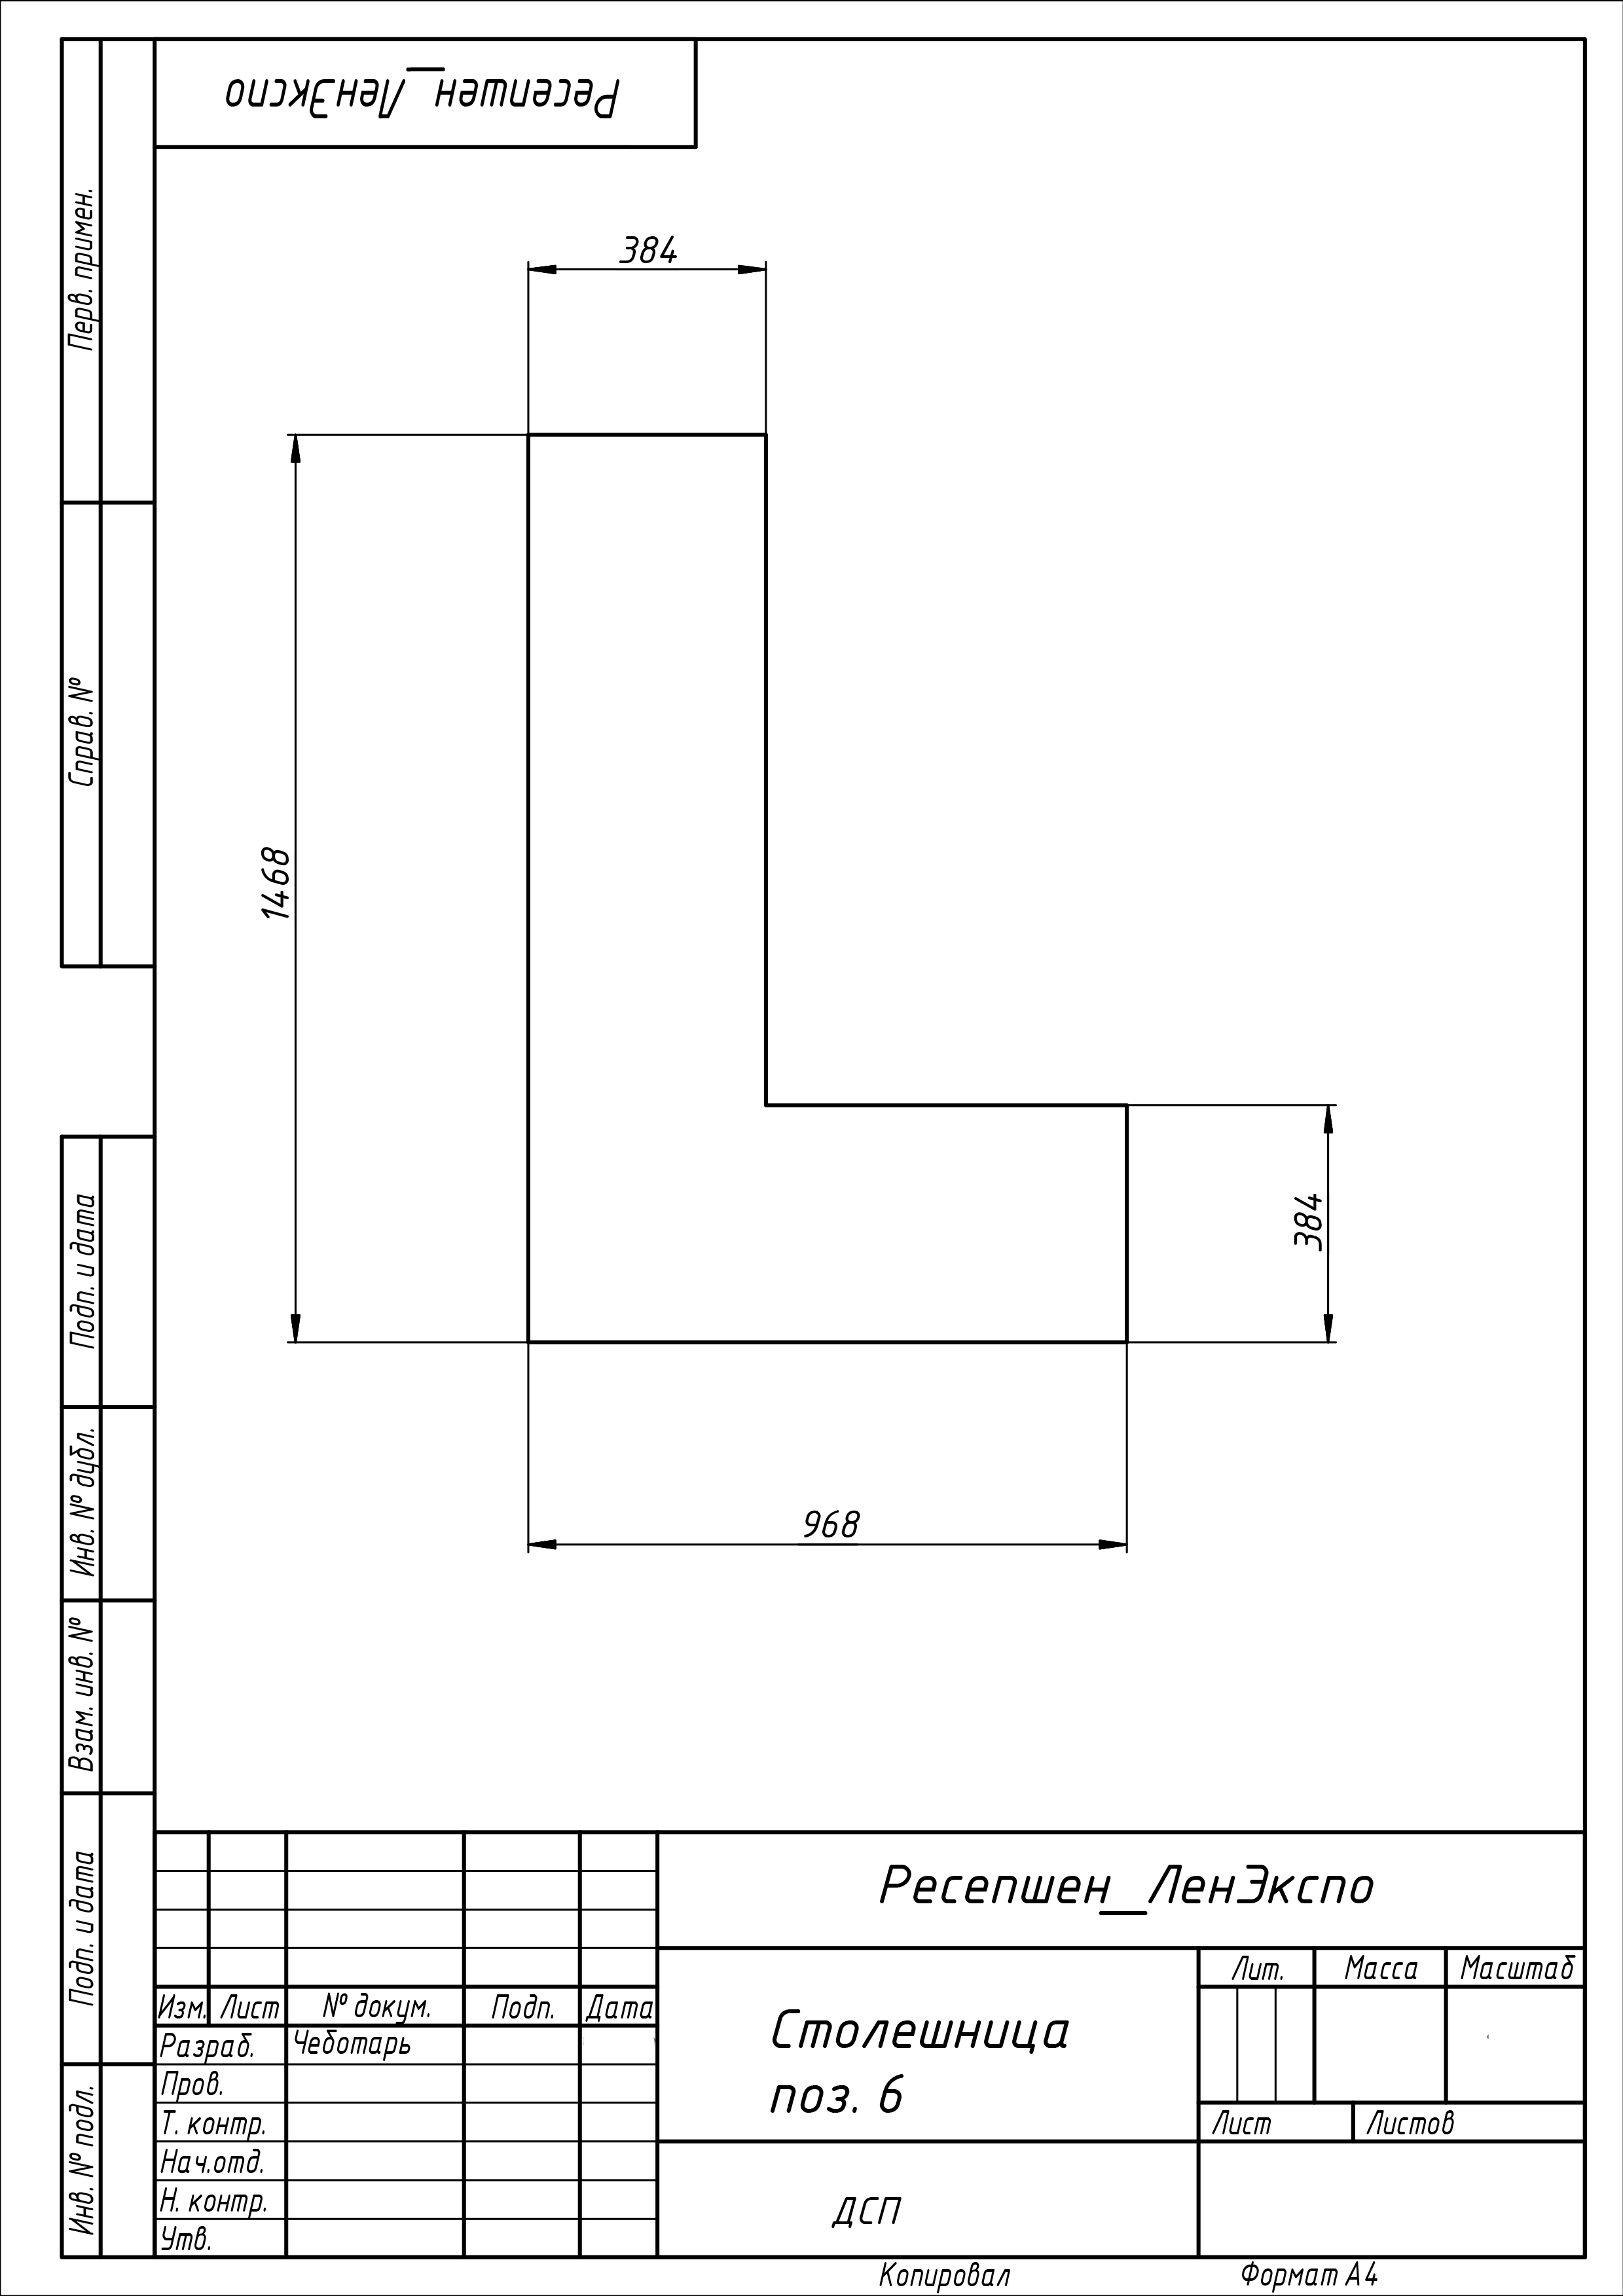 Ресепшен_ЛенЭкспо
Перв. примен.
Справ. №
Подп. и дата
Инв. № дубл.
Взам. инв. №
Подп. и дата
Инв. № подл.
384
1468
384
968
Ресепшен_ЛенЭкспо
Лит. Масса Масштаб
Изм. Лист № докум. Подп. Дата
Разраб. Чеботарь
Пров.
Т. контр.
Нач.отд.
Н. контр.
Утв.
Столешница
поз. 6
Лист Листов
ДСП
Копировал Формат А4